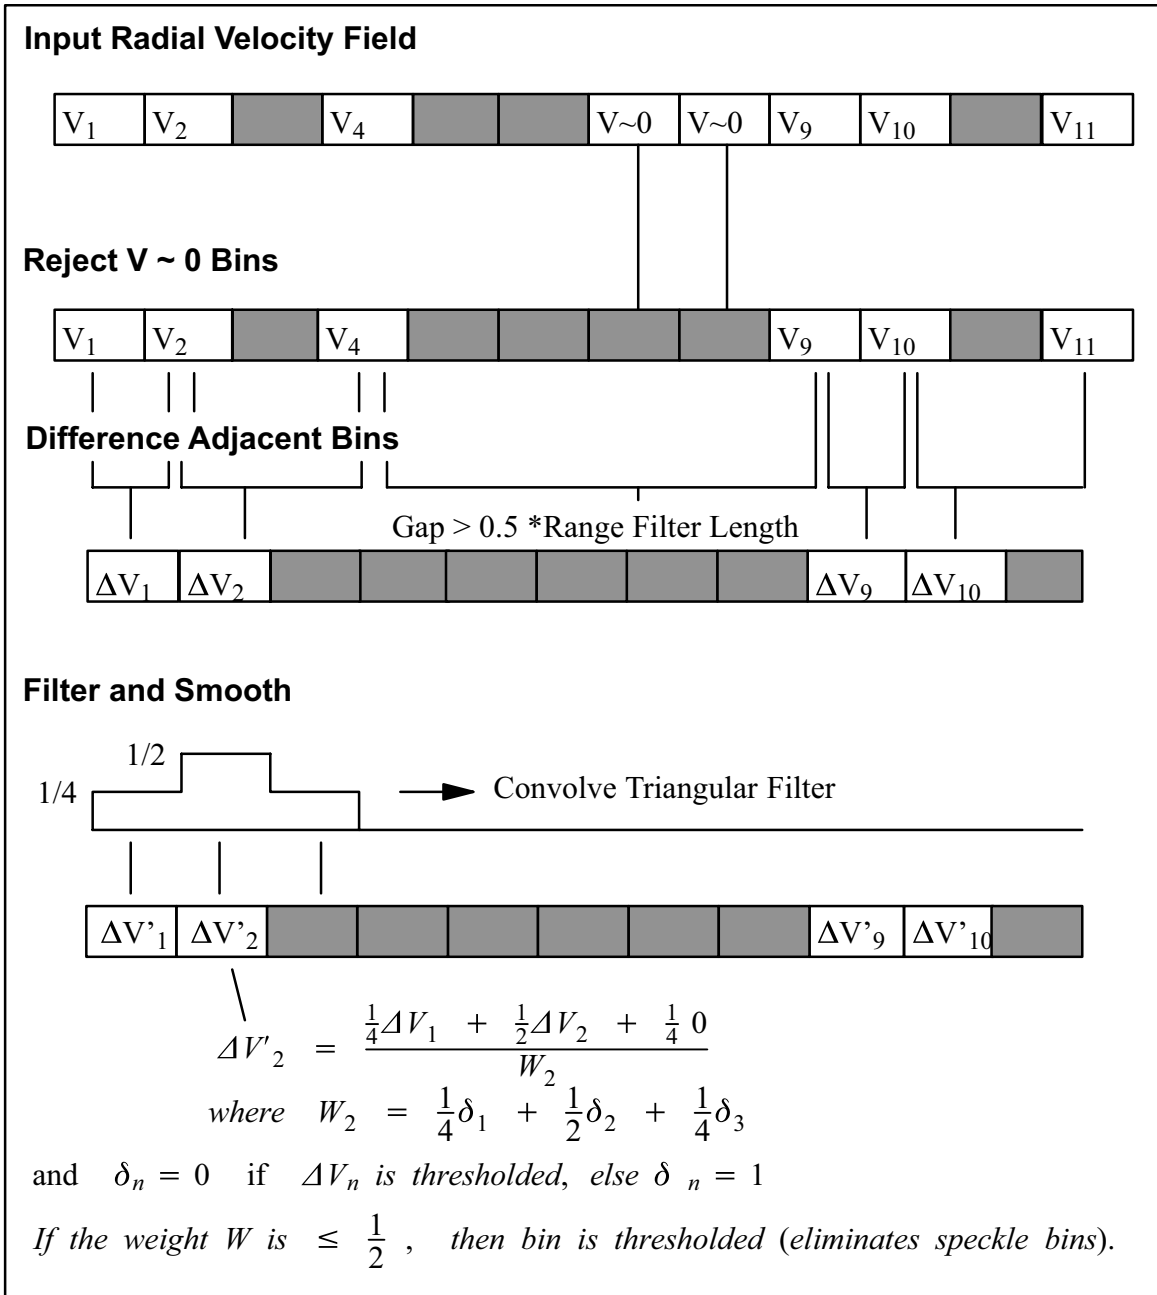 Input Radial Velocity Field
V₁ V₂ V₄ V~0 V~0 V₉ V₁₀ V₁₁
Reject V ~ 0 Bins
V₁ V₂ V₄ V₉ V₁₀ V₁₁
Difference Adjacent Bins
Gap > 0.5 *Range Filter Length
ΔV₁ ΔV₂ ΔV₉ ΔV₁₀
Filter and Smooth
1/2
1/4
Convolve Triangular Filter
ΔV’₁ ΔV’₂ ΔV’₉ ΔV’₁₀
ΔV′₂ = (¼ΔV₁ + ½ΔV₂ + ¼ 0) / W₂
where W₂ = ¼δ₁ + ½δ₂ + ¼δ₃
and δₙ = 0 if ΔVₙ is thresholded, else δ ₙ = 1
If the weight W is ≤ ½ , then bin is thresholded (eliminates speckle bins).